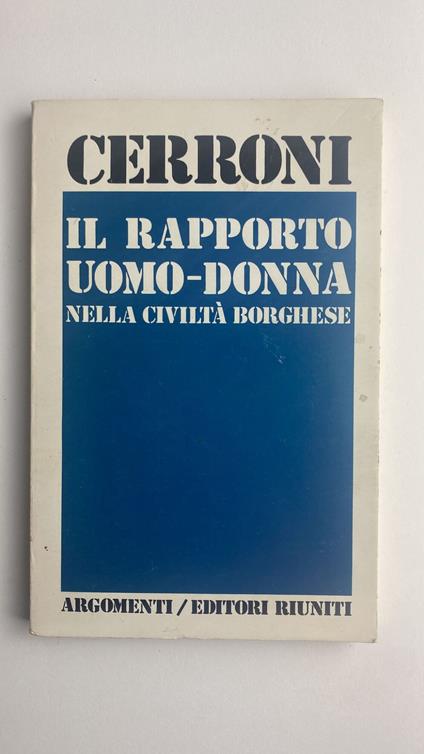 CERRONI
IL RAPPORTO
UOMO-DONNA
NELLA CIVILTÀ BORGHESE
ARGOMENTI/EDITORI RIUNITI